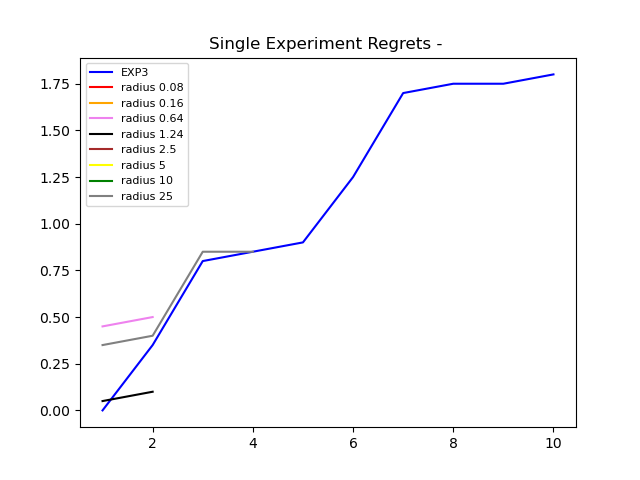 Single Experiment Regrets -
EXP3
radius 0.08
radius 0.16
radius 0.64
radius 1.24
radius 2.5
radius 5
radius 10
radius 25
1.75
1.50
1.25
1.00
0.75
0.50
0.25
0.00
2 4 6 8 10